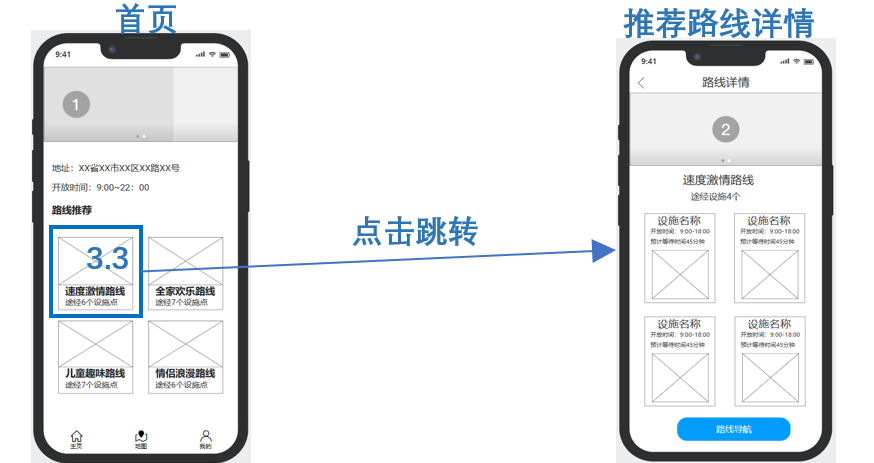 首页
推荐路线详情
9:41
1
地址：XX省XX市XX区XX路XX号
开放时间：9:00~22：00
路线推荐
3.3
速度激情路线
途经6个设施点
全家欢乐路线
途经7个设施点
儿童趣味路线
途经7个设施点
情侣浪漫路线
途经6个设施点
主页
地图
我的
点击跳转
9:41
路线详情
2
速度激情路线
途经设施4个
设施名称
开放时间：9:00-18:00
预计等待时间45分钟
设施名称
开放时间：9:00-18:00
预计等待时间45分钟
设施名称
开放时间：9:00-18:00
预计等待时间45分钟
设施名称
开放时间：9:00-18:00
预计等待时间45分钟
路线导航